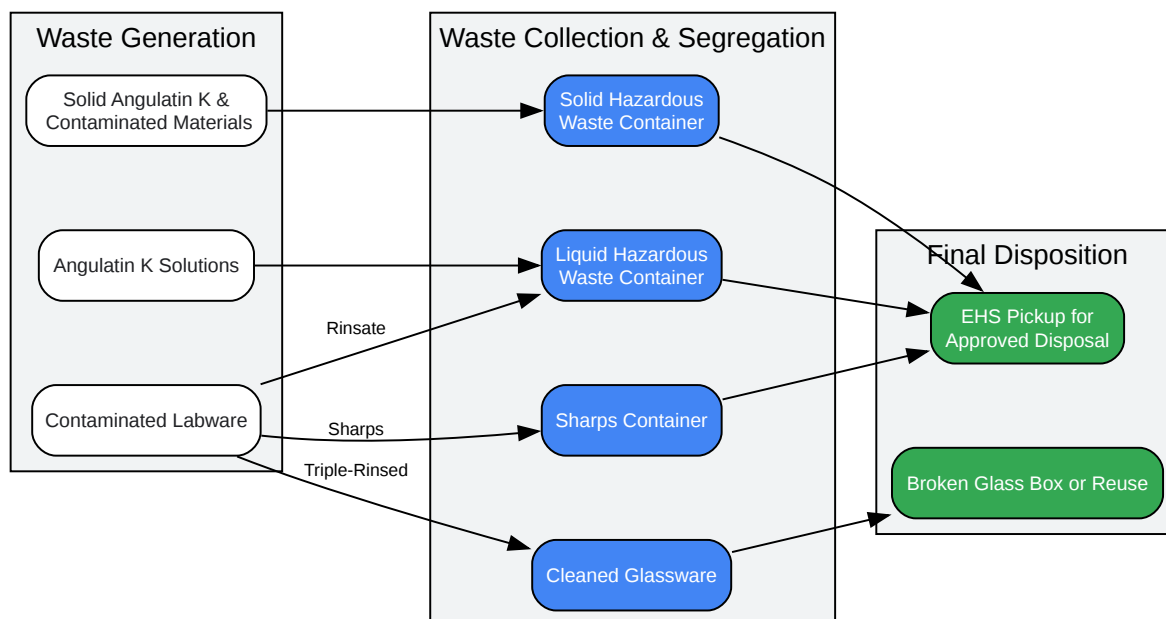 Waste Generation
Solid Angulatin K &
Contaminated Materials
Angulatin K Solutions
Contaminated Labware
Rinsate
Sharps
Triple-Rinsed
Waste Collection & Segregation
Solid Hazardous
Waste Container
Liquid Hazardous
Waste Container
Sharps Container
Cleaned Glassware
Final Disposition
EHS Pickup for
Approved Disposal
Broken Glass Box or Reuse